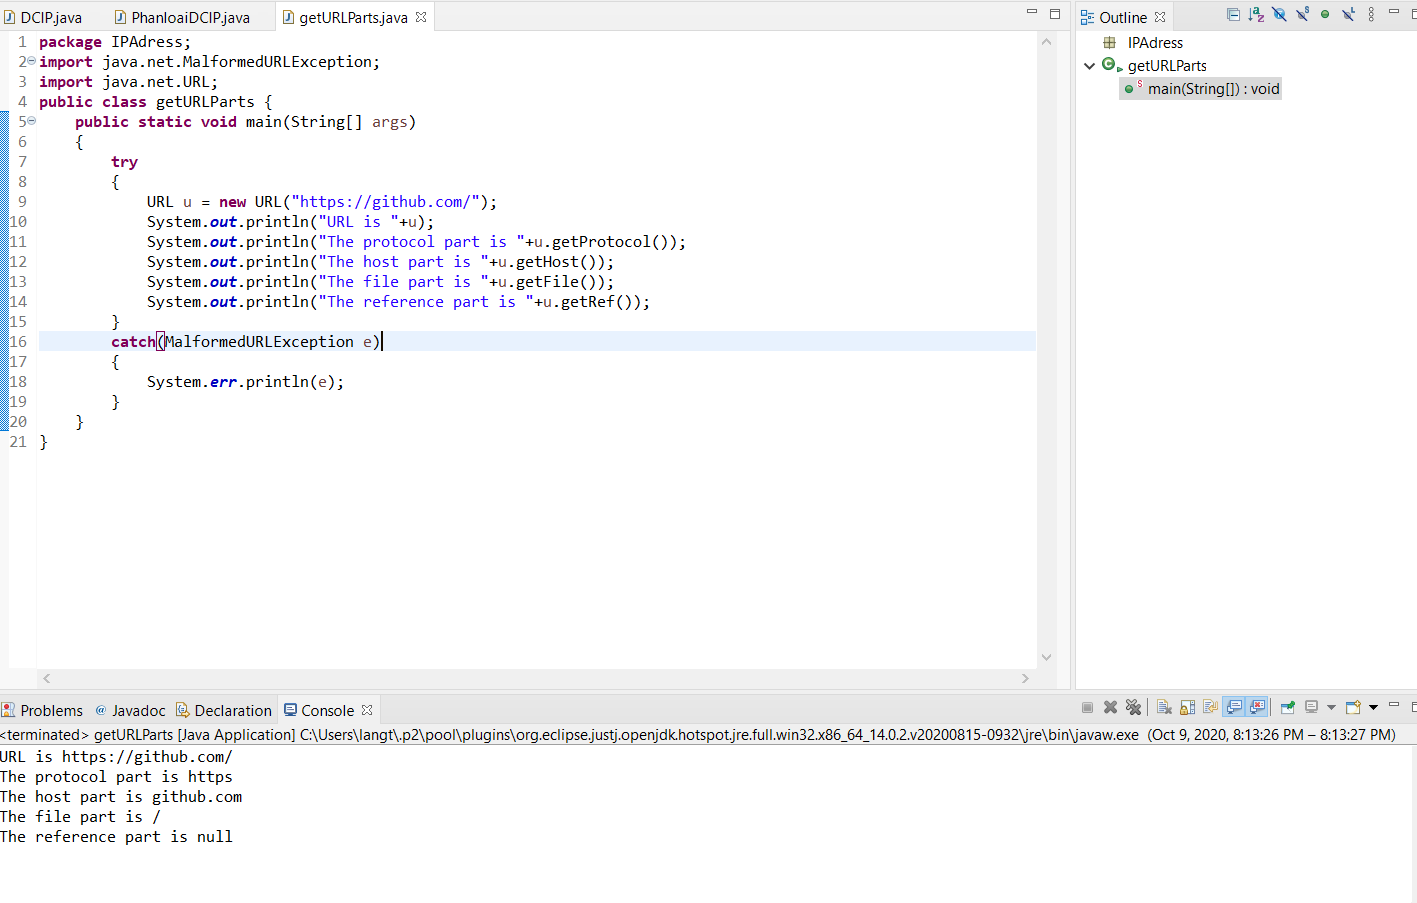 DCIP.java PhanloaiDCIP.java getURLParts.java
1 package IPAdress;
2 import java.net.MalformedURLException;
3 import java.net.URL;
4 public class getURLParts {
5     public static void main(String[] args)
6     {
7         try
8         {
9             URL u = new URL("https://github.com/");
10             System.out.println("URL is "+u);
11             System.out.println("The protocol part is "+u.getProtocol());
12             System.out.println("The host part is "+u.getHost());
13             System.out.println("The file part is "+u.getFile());
14             System.out.println("The reference part is "+u.getRef());
15         }
16         catch(MalformedURLException e)
17         {
18             System.err.println(e);
19         }
20     }
21 }
Outline
IPAdress
getURLParts
main(String[]) : void
Problems @ Javadoc Declaration Console
<terminated> getURLParts [Java Application] C:\Users\langt\.p2\pool\plugins\org.eclipse.justj.openjdk.hotspot.jre.full.win32.x86_64_14.0.2.v20200815-0932\jre\bin\javaw.exe (Oct 9, 2020, 8:13:26 PM – 8:13:27 PM)
URL is https://github.com/
The protocol part is https
The host part is github.com
The file part is /
The reference part is null